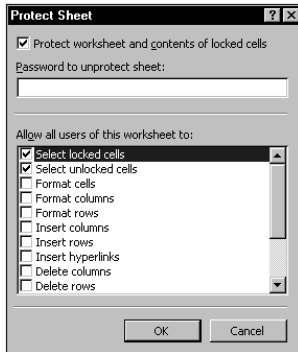 Protect Sheet
Protect worksheet and contents of locked cells
Password to unprotect sheet:
Allow all users of this worksheet to:
Select locked cells
Select unlocked cells
Format cells
Format columns
Format rows
Insert columns
Insert rows
Insert hyperlinks
Delete columns
Delete rows
OK Cancel